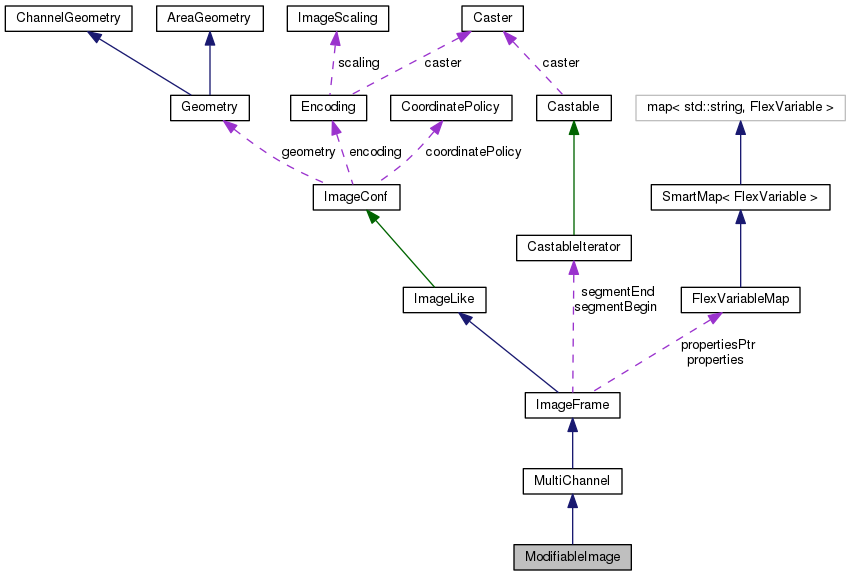 ChannelGeometry
AreaGeometry
ImageScaling
Caster
scaling
caster
caster
Geometry
Encoding
CoordinatePolicy
Castable
map< std::string, FlexVariable >
geometry
encoding
coordinatePolicy
ImageConf
SmartMap< FlexVariable >
CastableIterator
ImageLike
segmentEnd
segmentBegin
FlexVariableMap
propertiesPtr
properties
ImageFrame
MultiChannel
ModifiableImage